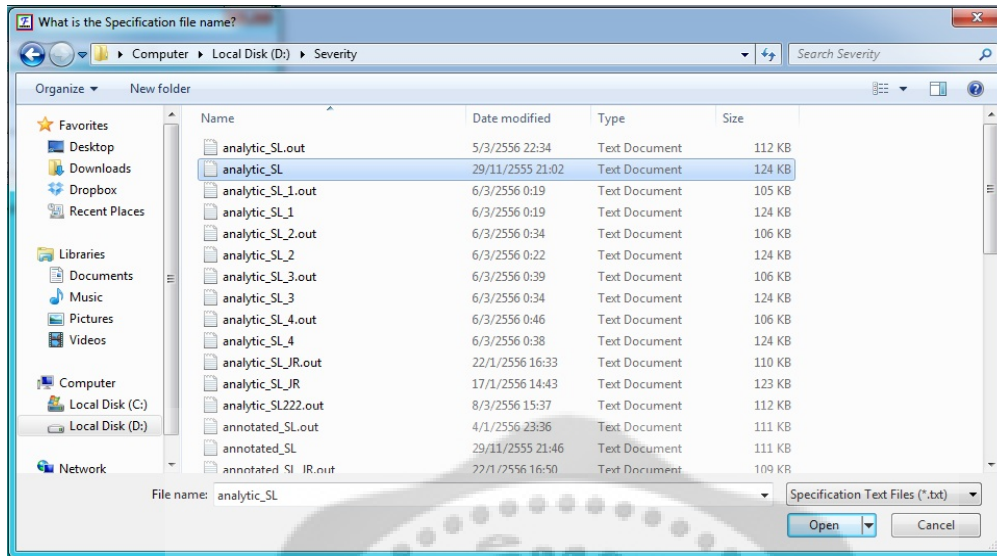 What is the Specification file name?
Computer Local Disk (D:) Severity
Search Severity
Organize New folder
Favorites
Desktop
Downloads
Dropbox
Recent Places
Libraries
Documents
Music
Pictures
Videos
Computer
Local Disk (C:)
Local Disk (D:)
Network
Name Date modified Type Size
analytic_SL.out 5/3/2556 22:34 Text Document 112 KB
analytic_SL 29/11/2555 21:02 Text Document 124 KB
analytic_SL_1.out 6/3/2556 0:19 Text Document 105 KB
analytic_SL_1 6/3/2556 0:19 Text Document 124 KB
analytic_SL_2.out 6/3/2556 0:34 Text Document 106 KB
analytic_SL_2 6/3/2556 0:22 Text Document 124 KB
analytic_SL_3.out 6/3/2556 0:39 Text Document 106 KB
analytic_SL_3 6/3/2556 0:34 Text Document 124 KB
analytic_SL_4.out 6/3/2556 0:46 Text Document 106 KB
analytic_SL_4 6/3/2556 0:38 Text Document 124 KB
analytic_SL_JR.out 22/1/2556 16:33 Text Document 110 KB
analytic_SL_JR 17/1/2556 14:43 Text Document 123 KB
analytic_SL222.out 8/3/2556 15:37 Text Document 112 KB
annotated_SL.out 4/1/2556 23:36 Text Document 111 KB
annotated_SL 29/11/2555 21:46 Text Document 111 KB
annotated_SL_JR.out 22/1/2556 16:50 Text Document 109 KB
File name: analytic_SL
Specification Text Files (*.txt)
Open Cancel